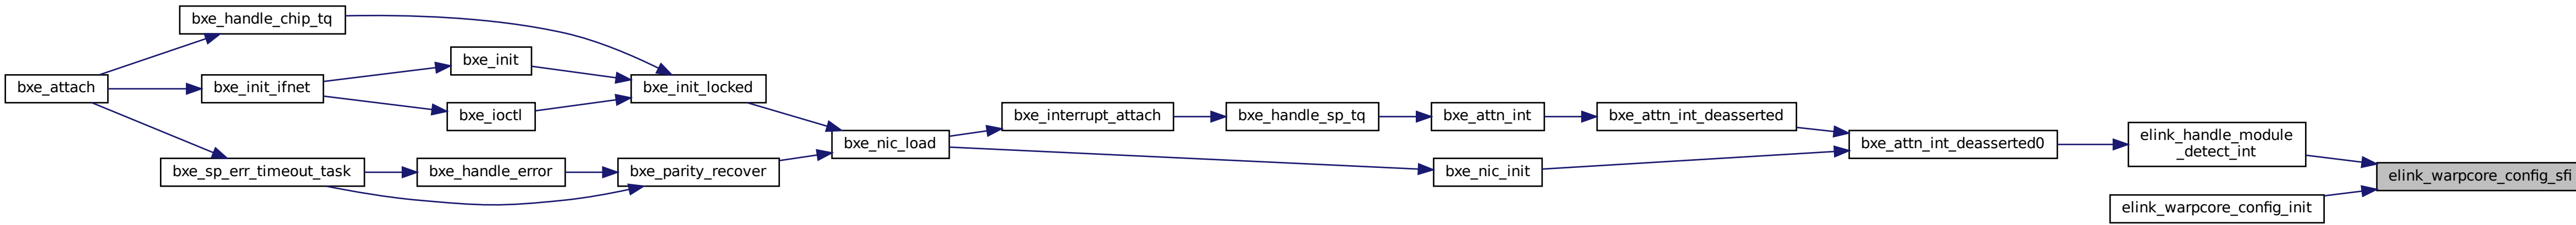 bxe_handle_chip_tq
bxe_init
bxe_attach
bxe_init_ifnet
bxe_init_locked
bxe_ioctl
bxe_interrupt_attach
bxe_handle_sp_tq
bxe_attn_int
bxe_attn_int_deasserted
bxe_nic_load
bxe_attn_int_deasserted0
elink_handle_module
_detect_int
bxe_sp_err_timeout_task
bxe_handle_error
bxe_parity_recover
bxe_nic_init
elink_warpcore_config_sfi
elink_warpcore_config_init